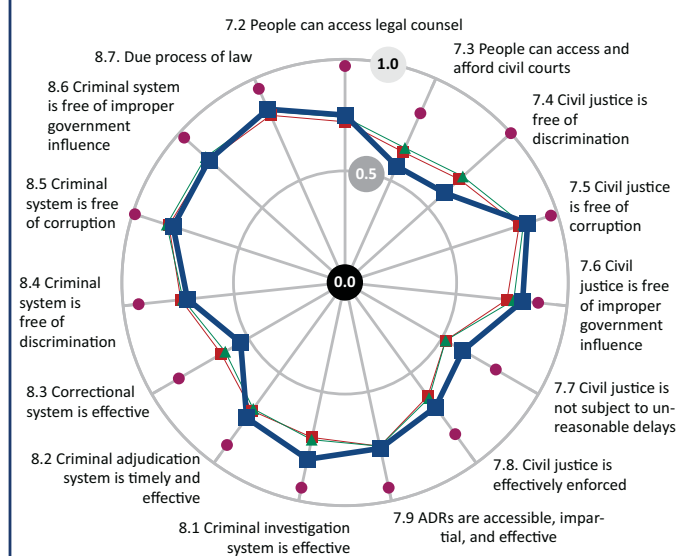 7.2 People can access legal counsel
7.3 People can access and
afford civil courts
7.4 Civil justice is
free of
discrimination
7.5 Civil justice
is free of
corruption
7.6 Civil
justice is free
of improper
government
influence
7.7 Civil justice is
not subject to un-
reasonable delays
7.8. Civil justice is
effectively enforced
7.9 ADRs are accessible, impar-
tial, and effective
8.1 Criminal investigation
system is effective
8.2 Criminal adjudication
system is timely and
effective
8.3 Correctional
system is effective
8.4 Criminal
system is
free of
discrimination
8.5 Criminal
system is free
of corruption
8.6 Criminal system
is free of improper
government
influence
8.7. Due process of law
1.0
0.5
0.0